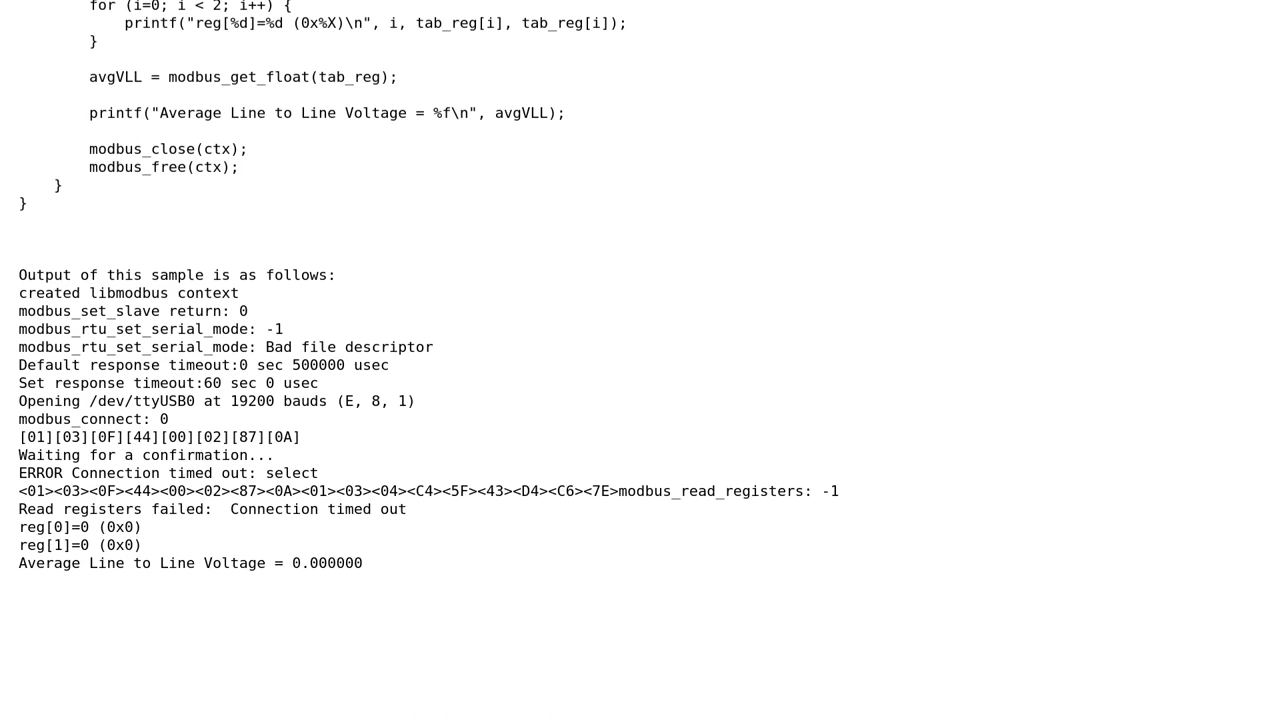 for (i=0; i < 2; i++) {
printf("reg[%d]=%d (0x%X)\n", i, tab_reg[i], tab_reg[i]);
}
avgVLL = modbus_get_float(tab_reg);
printf("Average Line to Line Voltage = %f\n", avgVLL);
modbus_close(ctx);
modbus_free(ctx);
}
}
Output of this sample is as follows:
created libmodbus context
modbus_set_slave return: 0
modbus_rtu_set_serial_mode: -1
modbus_rtu_set_serial_mode: Bad file descriptor
Default response timeout:0 sec 500000 usec
Set response timeout:60 sec 0 usec
Opening /dev/ttyUSB0 at 19200 bauds (E, 8, 1)
modbus_connect: 0
[01][03][0F][44][00][02][87][0A]
Waiting for a confirmation...
ERROR Connection timed out: select
<01><03><0F><44><00><02><87><0A><01><03><04><C4><5F><43><D4><C6><7E>modbus_read_registers: -1
Read registers failed:  Connection timed out
reg[0]=0 (0x0)
reg[1]=0 (0x0)
Average Line to Line Voltage = 0.000000